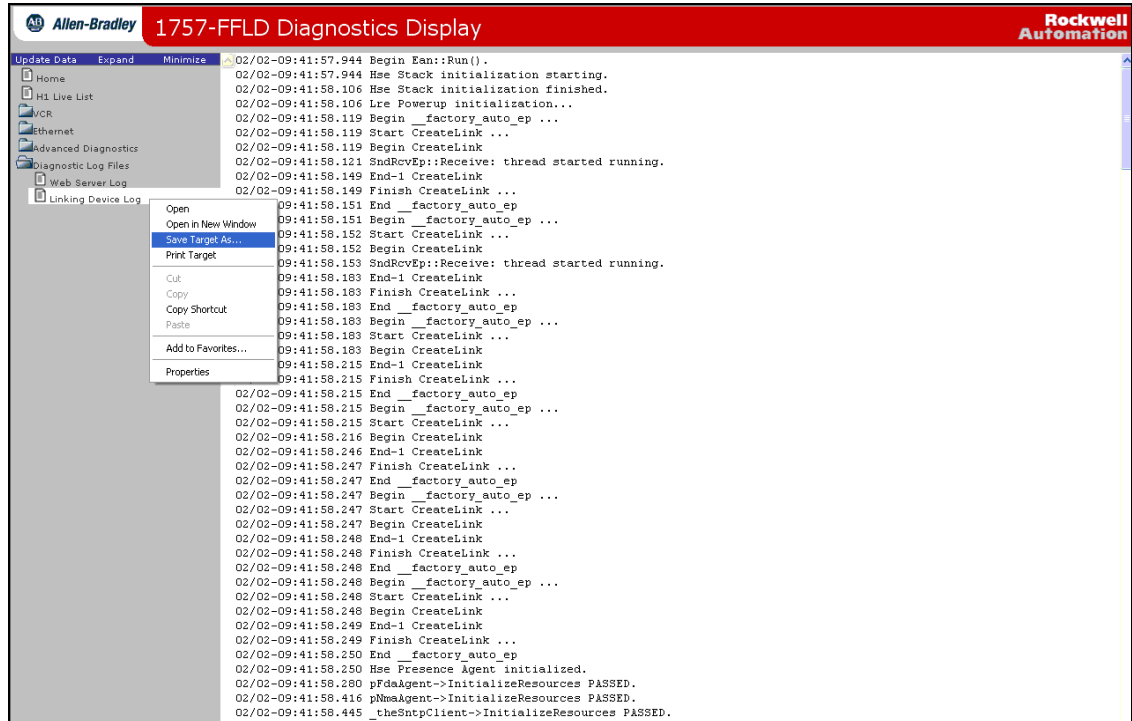 AB Allen-Bradley
1757-FFLD Diagnostics Display
Rockwell
Automation
Update Data Expand Minimize
Home
H1 Live List
VCR
Ethernet
Advanced Diagnostics
Diagnostic Log Files
Web Server Log
Linking Device Log
Open
Open in New Window
Save Target As...
Print Target
Cut
Copy
Copy Shortcut
Paste
Add to Favorites...
Properties
02/02-09:41:57.944 Begin Ean::Run().
02/02-09:41:57.944 Hse Stack initialization starting.
02/02-09:41:58.106 Hse Stack initialization finished.
02/02-09:41:58.106 Lre Powerup initialization...
02/02-09:41:58.119 Begin __factory_auto_ep ...
02/02-09:41:58.119 Start CreateLink ...
02/02-09:41:58.119 Begin CreateLink
02/02-09:41:58.121 SndRcvEp::Receive: thread started running.
02/02-09:41:58.149 End-1 CreateLink
02/02-09:41:58.149 Finish CreateLink ...
09:41:58.151 End __factory_auto_ep
09:41:58.151 Begin __factory_auto_ep ...
09:41:58.152 Start CreateLink ...
09:41:58.152 Begin CreateLink
09:41:58.153 SndRcvEp::Receive: thread started running.
09:41:58.183 End-1 CreateLink
09:41:58.183 Finish CreateLink ...
09:41:58.183 End __factory_auto_ep
09:41:58.183 Begin __factory_auto_ep ...
09:41:58.183 Start CreateLink ...
09:41:58.183 Begin CreateLink
09:41:58.215 End-1 CreateLink
09:41:58.215 Finish CreateLink ...
02/02-09:41:58.215 End __factory_auto_ep
02/02-09:41:58.215 Begin __factory_auto_ep ...
02/02-09:41:58.215 Start CreateLink ...
02/02-09:41:58.216 Begin CreateLink
02/02-09:41:58.246 End-1 CreateLink
02/02-09:41:58.247 Finish CreateLink ...
02/02-09:41:58.247 End __factory_auto_ep
02/02-09:41:58.247 Begin __factory_auto_ep ...
02/02-09:41:58.247 Start CreateLink ...
02/02-09:41:58.247 Begin CreateLink
02/02-09:41:58.248 End-1 CreateLink
02/02-09:41:58.248 Finish CreateLink ...
02/02-09:41:58.248 End __factory_auto_ep
02/02-09:41:58.248 Begin __factory_auto_ep ...
02/02-09:41:58.248 Start CreateLink ...
02/02-09:41:58.248 Begin CreateLink
02/02-09:41:58.249 End-1 CreateLink
02/02-09:41:58.249 Finish CreateLink ...
02/02-09:41:58.250 End __factory_auto_ep
02/02-09:41:58.250 Hse Presence Agent initialized.
02/02-09:41:58.280 pFdaAgent->InitializeResources PASSED.
02/02-09:41:58.416 pNmaAgent->InitializeResources PASSED.
02/02-09:41:58.445 _theSntpClient->InitializeResources PASSED.